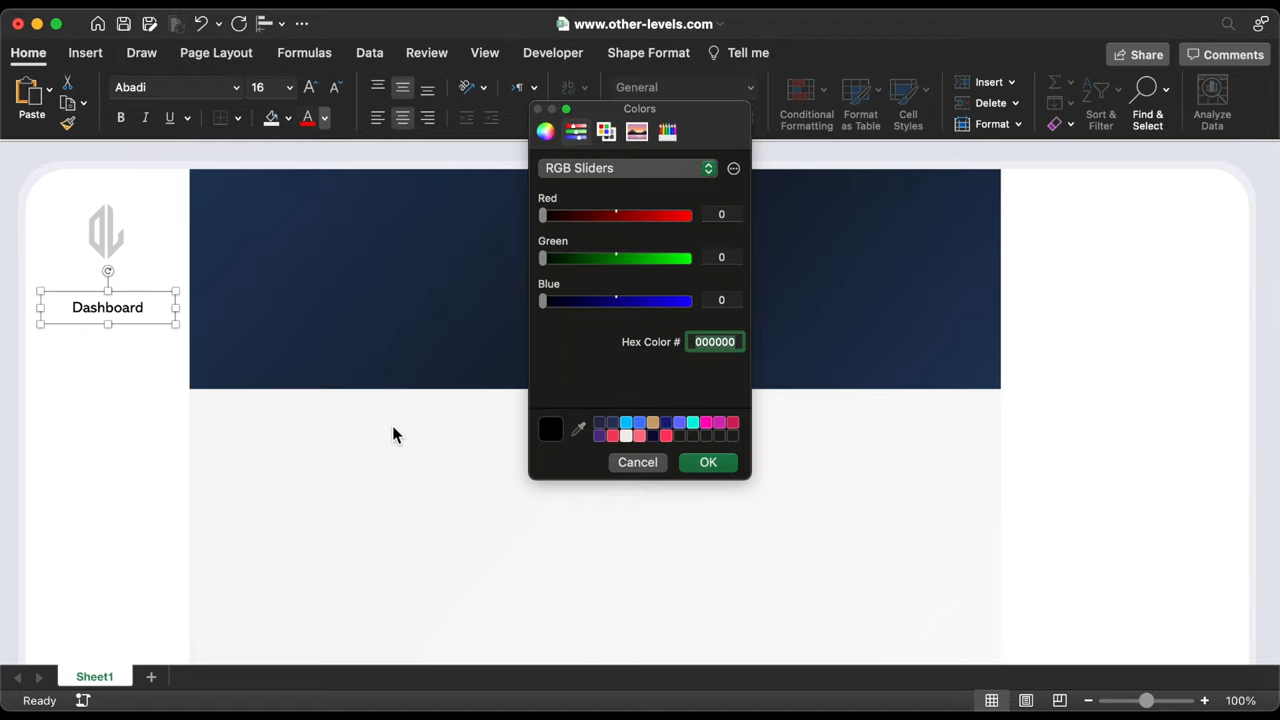 www.other-levels.com
Home Insert Draw Page Layout Formulas Data Review View Developer Shape Format Tell me Share Comments
Paste
Abadi 16
B I U A
ab
General
Conditional Formatting
Format as Table
Cell Styles
Insert
Delete
Format
Sort & Filter
Find & Select
Analyze Data
Colors
RGB Sliders
Red
0
Green
0
Blue
0
Hex Color # 000000
Cancel OK
Dashboard
Sheet1
Ready 100%